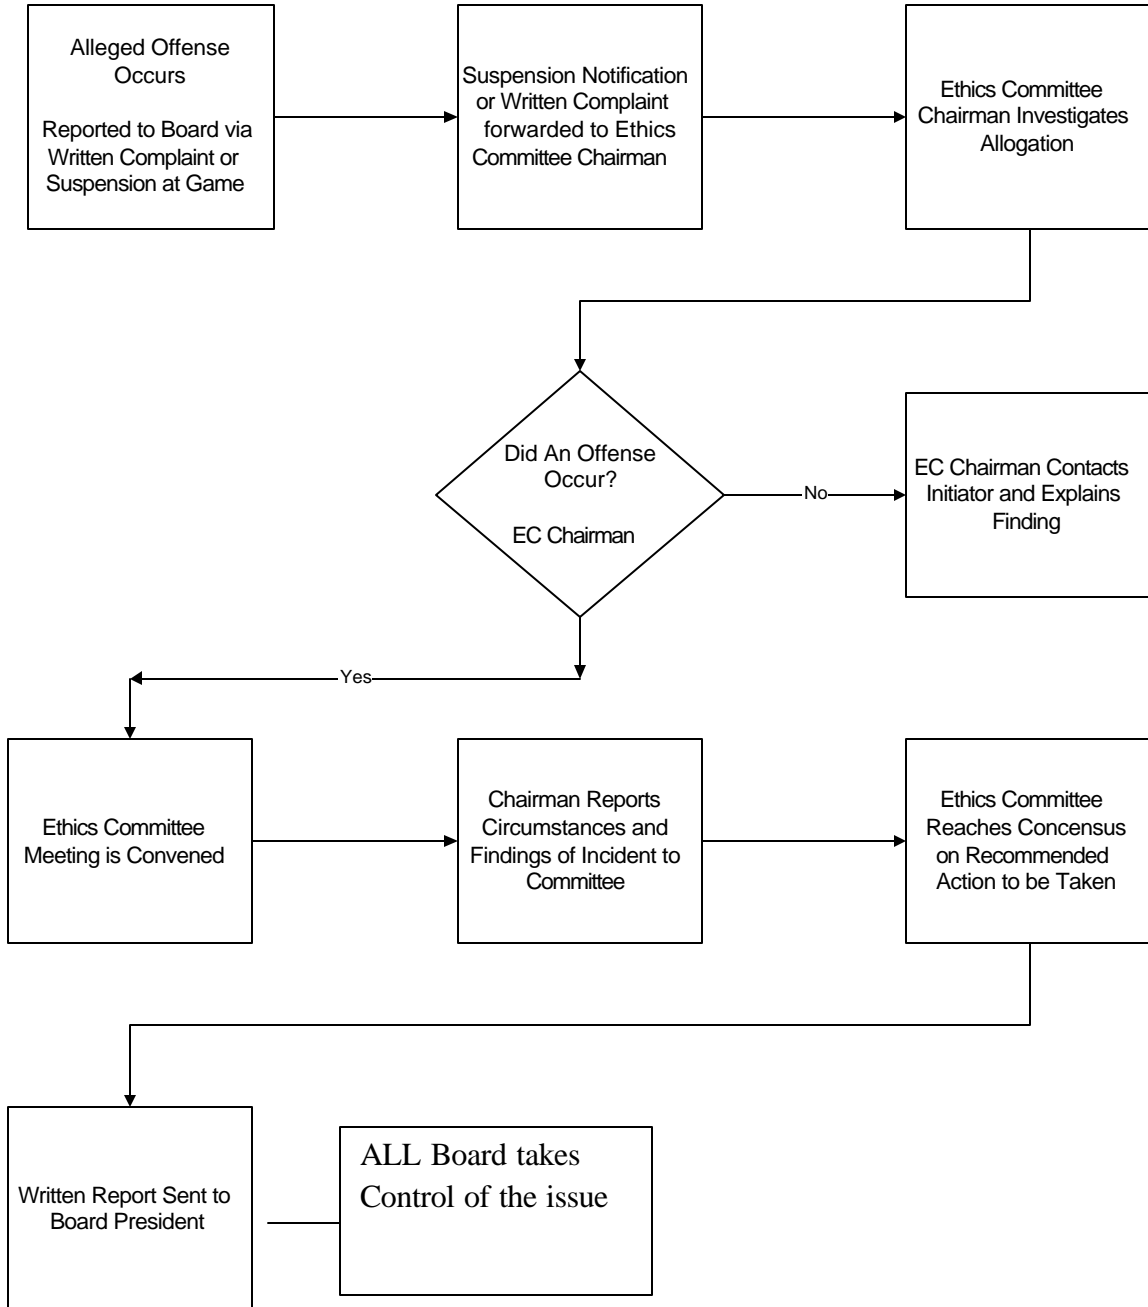 Alleged Offense
Occurs
Reported to Board via
Written Complaint or
Suspension at Game
Suspension Notification
or Written Complaint
forwarded to Ethics
Committee Chairman
Ethics Committee
Chairman Investigates
Allogation
Did An Offense
Occur?
EC Chairman
No
EC Chairman Contacts
Initiator and Explains
Finding
Yes
Ethics Committee
Meeting is Convened
Chairman Reports
Circumstances and
Findings of Incident to
Committee
Ethics Committee
Reaches Concensus
on Recommended
Action to be Taken
Written Report Sent to
Board President
ALL Board takes
Control of the issue